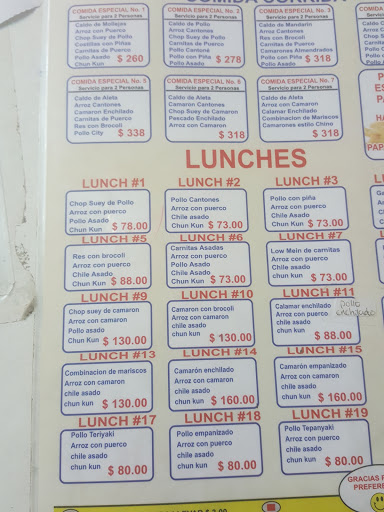 COMIDA CORRIDA
COMIDA ESPECIAL No. 1
Servicio para 2 Personas
Caldo de Mollejas
Arroz con Puerco
Chop Suey de Pollo
Costillas con Piñas
Carnitas de Puerco
Pollo Asado
Chun Kun
$ 260
COMIDA ESPECIAL No.
Servicio para 2 Personas
Caldo de Pollo
Arroz Cantones
Chop Suey de Pollo
Carnitas de Puerco
Pollo Cantoné
Pollo con Piña
Pollo Asado
$ 278
COMIDA ESPECIAL No. 3
Servicio para 2 Personas
Caldo de Mandarin
Arroz Cantones
Res con Brocoli
Carnitas de Puerco
Camarones Almendrados
Pollo con Piña
Pollo Asado
$ 318
COMIDA ESPECIAL No. 5
Servicio para 2 Personas
Caldo de Aleta
Arroz Cantones
Camaron Enchilado
Carnitas de Puerco
Res con Brocoli
Pollo City
$ 338
COMIDA ESPECIAL No. 6
Servicio para 2 Personas
Caldo de Aleta
Camaron Cantones
Chop Suey de Camaron
Pescado Enchilado
Arroz con Camaron
$ 318
COMIDA ESPECIAL No. 7
Servicio para 2 Personas
Caldo de Aleta
Arroz con Camaron
Calamar Enchilado
Combinacion de Mariscos
Camarones estilo Chino
$ 318
LUNCHES
LUNCH #1
Chop Suey de Pollo
Arroz con puerco
Pollo Asado
Chun Kun $ 78.00
LUNCH #2
Pollo Cantones
Arroz con puerco
Chile asado
Chun Kun $ 73.00
LUNCH #3
Pollo con piña
Arroz con puerco
Chile asado
Chun Kun $ 73.00
LUNCH #5
Res con brocoli
Arroz con puerco
Chile Asado
Chun Kun $ 88.00
LUNCH #6
Carnitas Asadas
Arroz con puerco
Chile Asado
Chun Kun $ 73.00
LUNCH #7
Low Mein de carnitas
Arroz con puerco
chile asado
chun kun $ 73.00
LUNCH #9
Chop suey de camaron
Arroz con camaron
Pollo asado
Chun Kun $ 130.00
LUNCH #10
Camaron con brocoli
Arroz con camaron
chile asado
chun kun $ 130.00
LUNCH #11
Calamar enchilado
pollo enchilado
Arroz con puerco
chile asado
chun kun $ 88.00
LUNCH #13
Combinacion de mariscos
Arroz con camaron
chile asado
chun kun $ 130.00
LUNCH #14
Camarón enchilado
Arroz con camaron
chile asado
chun kun $ 160.00
LUNCH #15
Camarón empanizado
Arroz con camaron
chile asado
chun kun $ 160.00
LUNCH #17
Pollo Teriyaki
Arroz con puerco
chile asado
chun kun $ 80.00
LUNCH #18
Pollo empanizado
Arroz con puerco
chile asado
chun kun $ 80.00
LUNCH #19
Pollo Tepanyaki
Arroz con puerco
chile asado
chun kun $ 80.00
GRACIAS
PREFERE